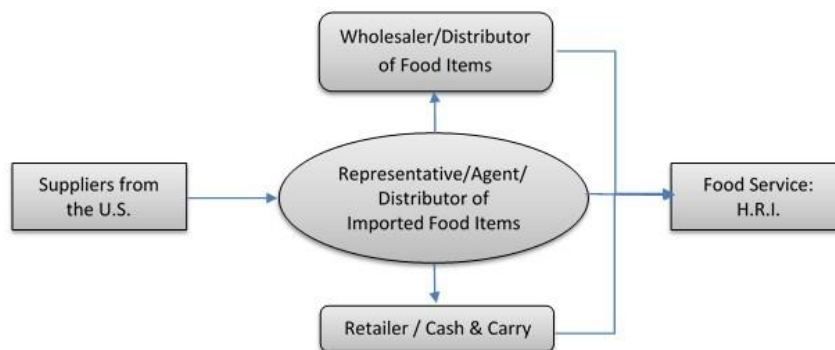 Wholesaler/Distributor
of Food Items
Suppliers from
the U.S.
Representative/Agent/
Distributor of
Imported Food Items
Food Service:
H.R.I.
Retailer / Cash & Carry